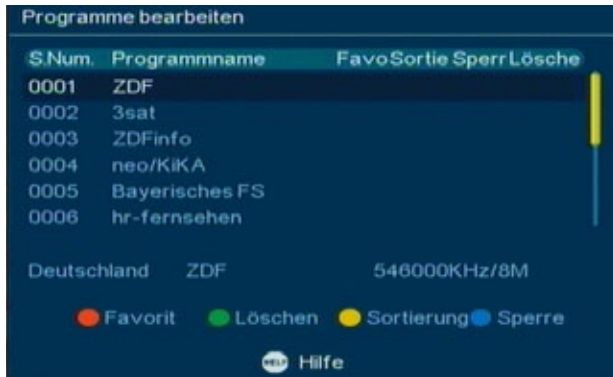 Programme bearbeiten
S.Num. Programmname FavoSortie SperrLösche
0001 ZDF
0002 3sat
0003 ZDFinfo
0004 neo/KiKA
0005 Bayerisches FS
0006 hr-fernsehen
Deutschland ZDF 546000KHz/8M
Favorit Löschen Sortierung Sperre
HELP Hilfe